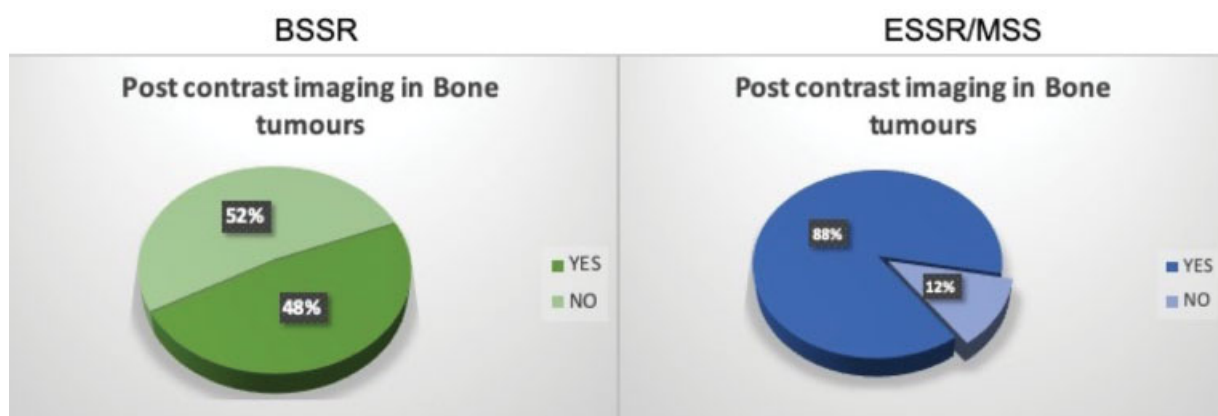 BSSR
Post contrast imaging in Bone
tumours
52%
48%
YES
NO
ESSR/MSS
Post contrast imaging in Bone
tumours
88%
12%
YES
NO